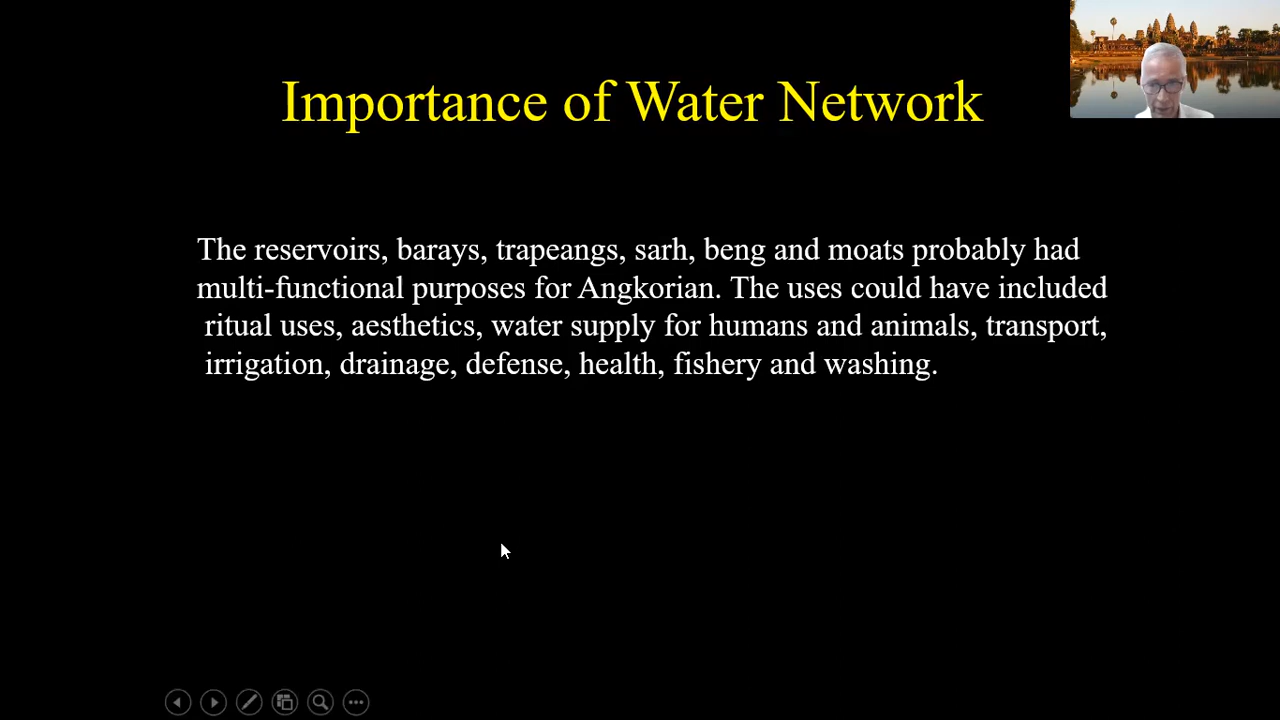 Importance of Water Network
The reservoirs, barays, trapeangs, sarh, beng and moats probably had
multi-functional purposes for Angkorian. The uses could have included
ritual uses, aesthetics, water supply for humans and animals, transport,
irrigation, drainage, defense, health, fishery and washing.